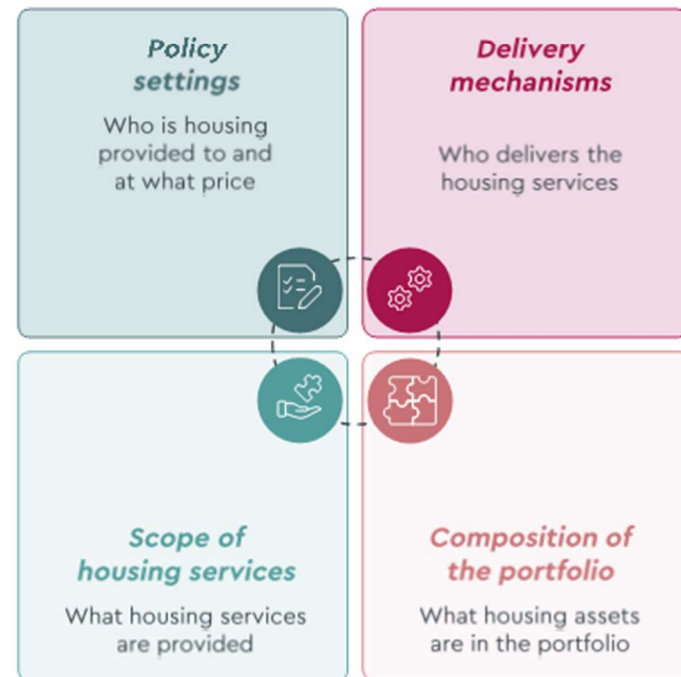 Policy
settings
Who is housing
provided to and
at what price
Delivery
mechanisms
Who delivers the
housing services
Scope of
housing services
What housing services
are provided
Composition of
the portfolio
What housing assets
are in the portfolio